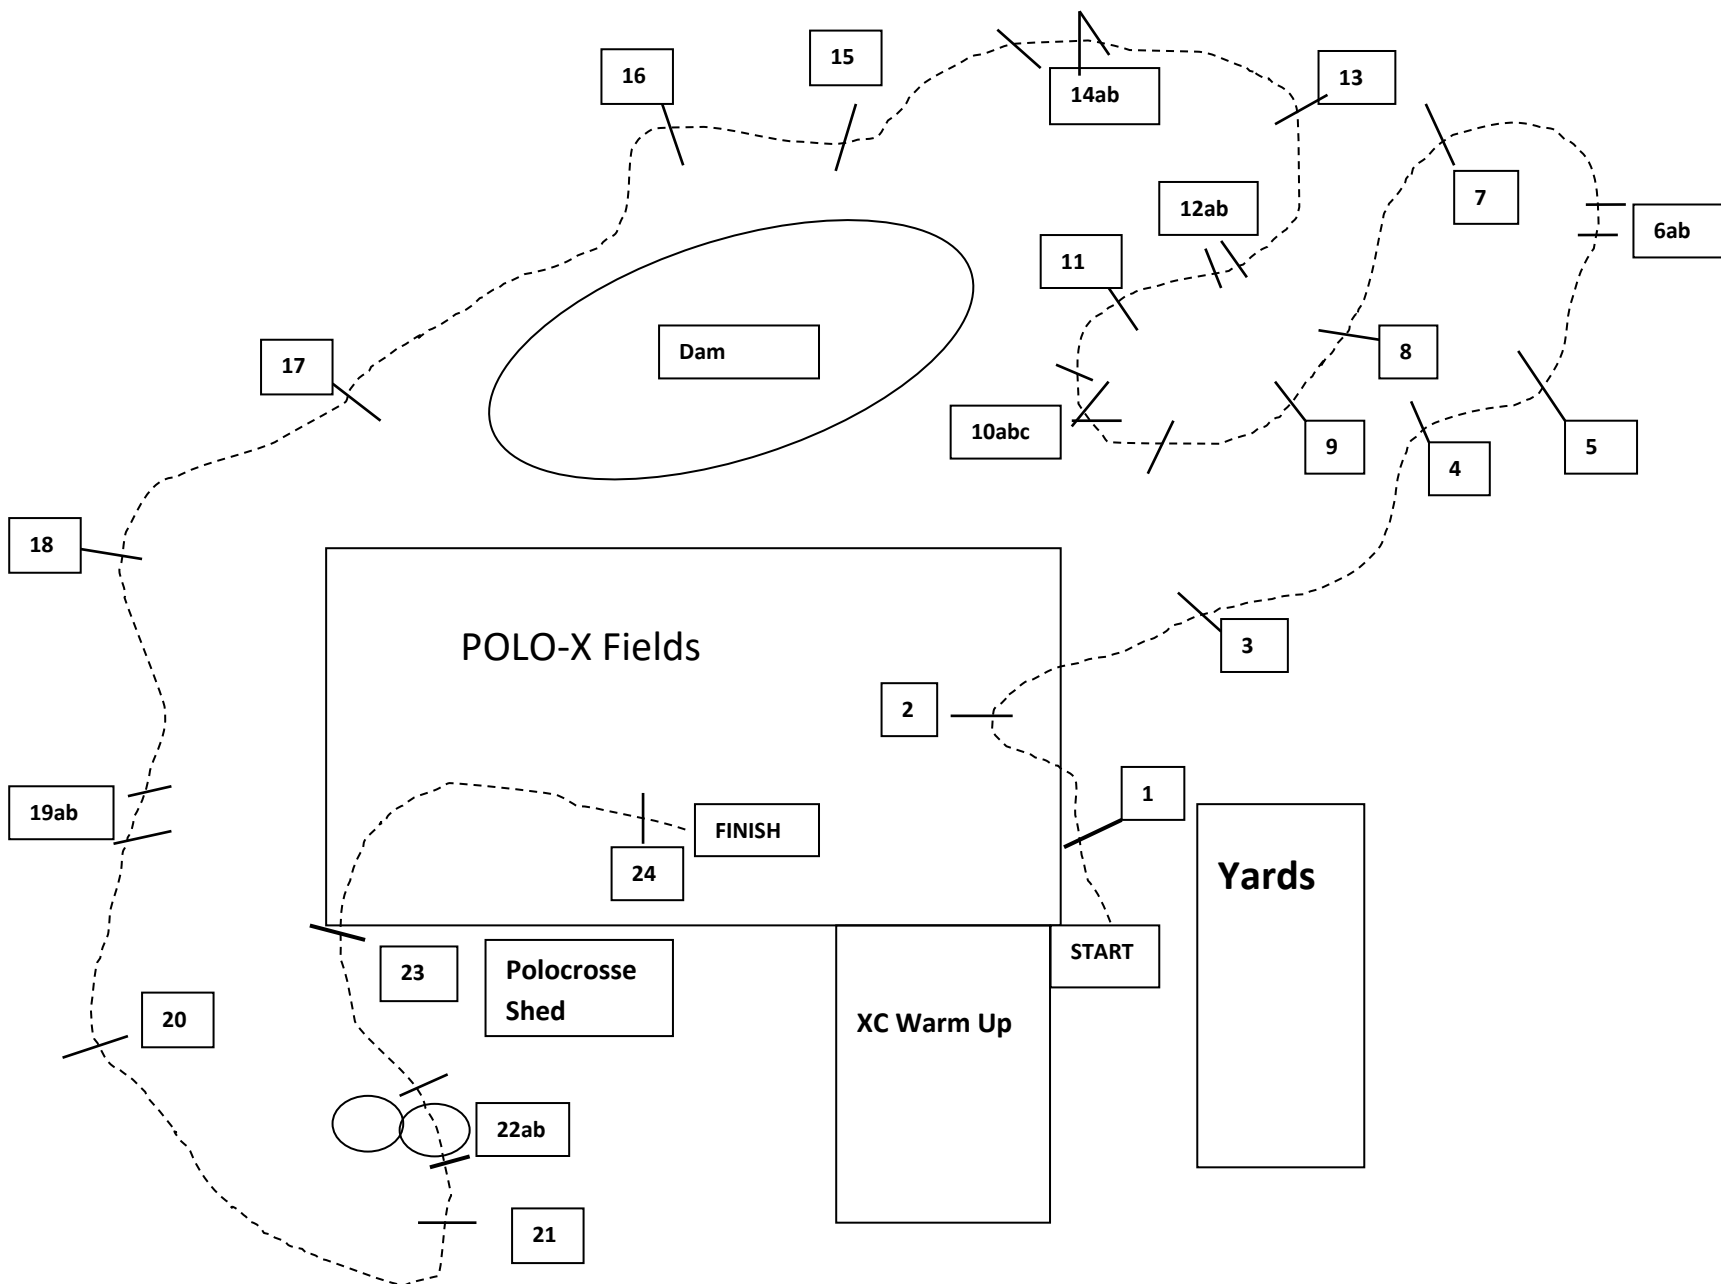 15
16
13
14ab
7
12ab
6ab
11
Dam
8
17
10abc
9
5
4
18
POLO-X Fields
3
2
1
19ab
FINISH
Yards
24
START
23
Polocrosse
Shed
XC Warm Up
20
22ab
21